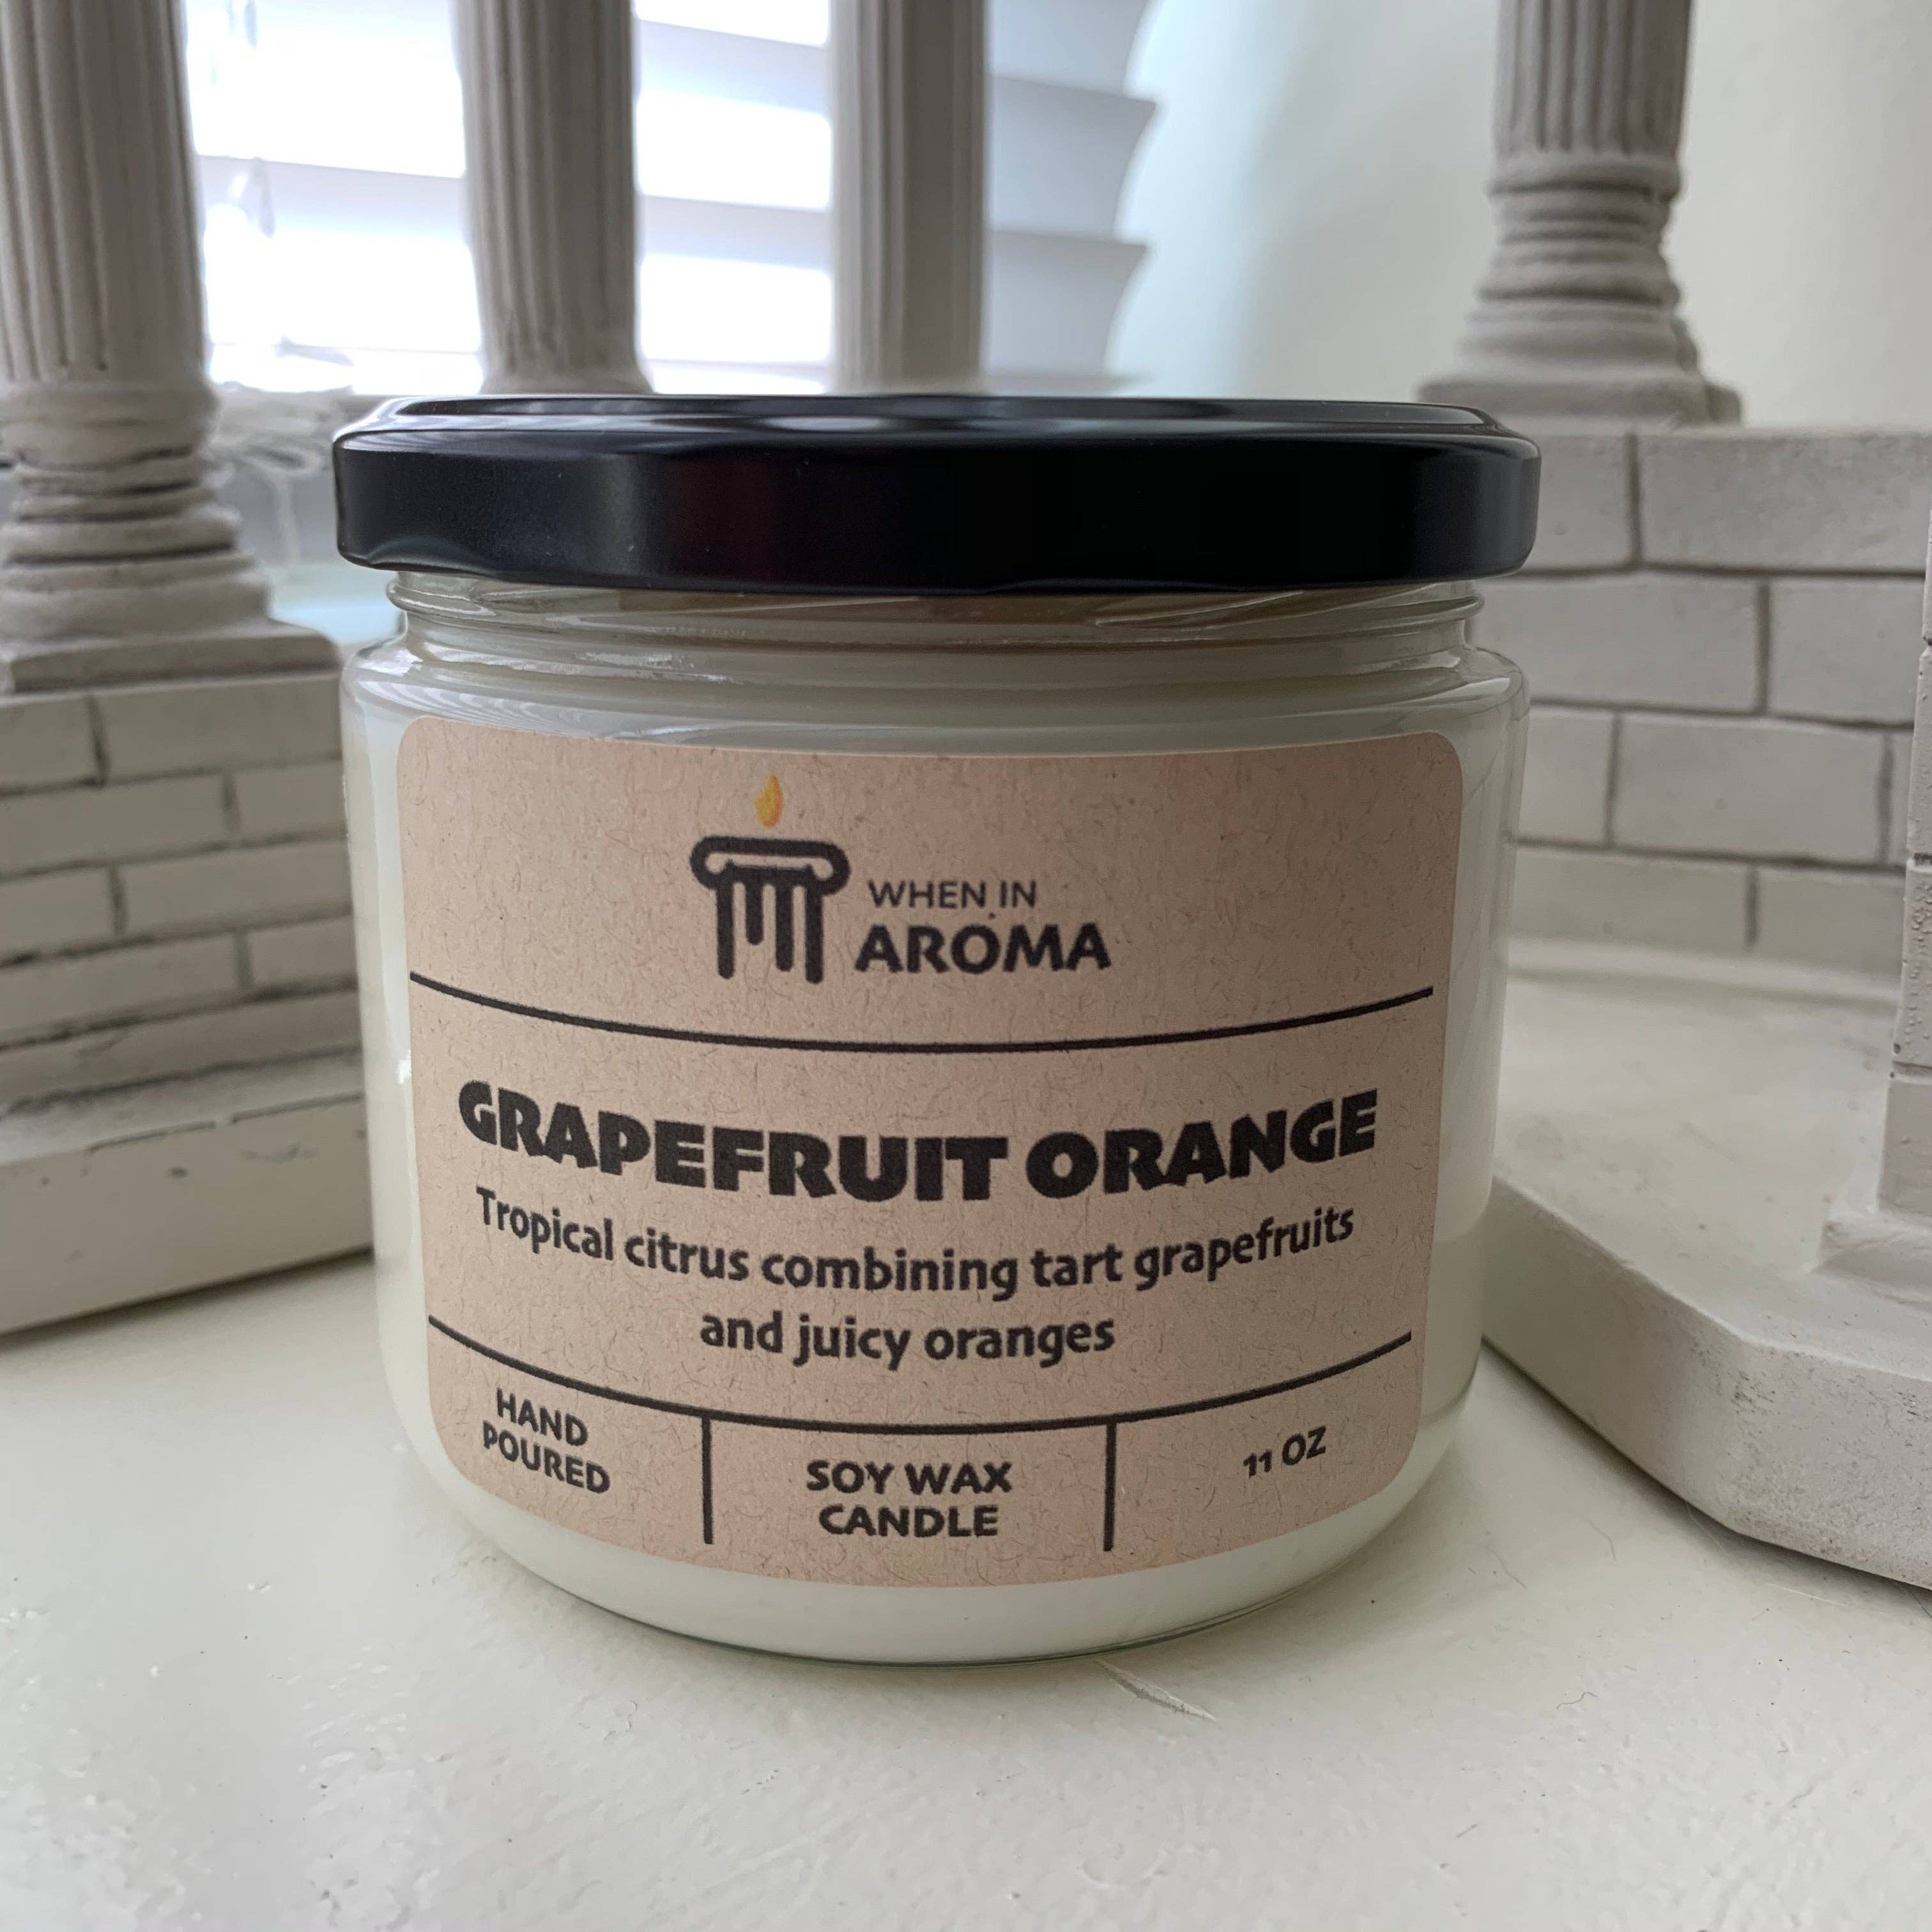 WHEN IN
AROMA
GRAPEFRUIT ORANGE
Tropical citrus combining tart grapefruits
and juicy oranges
HAND
POURED
SOY WAX
CANDLE
11 OZ